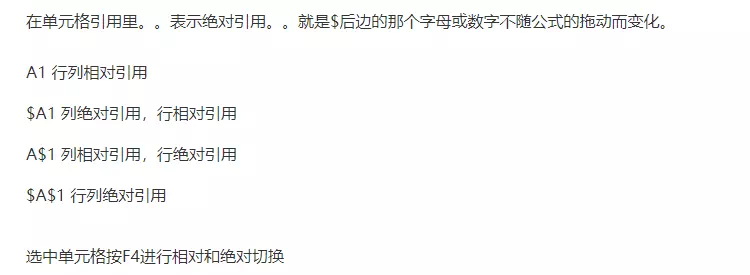 在单元格引用里。。表示绝对引用。。就是$后边的那个字母或数字不随公式的拖动而变化。
A1 行列相对引用
$A1 列绝对引用，行相对引用
A$1 列相对引用，行绝对引用
$A$1 行列绝对引用
选中单元格按F4进行相对和绝对切换